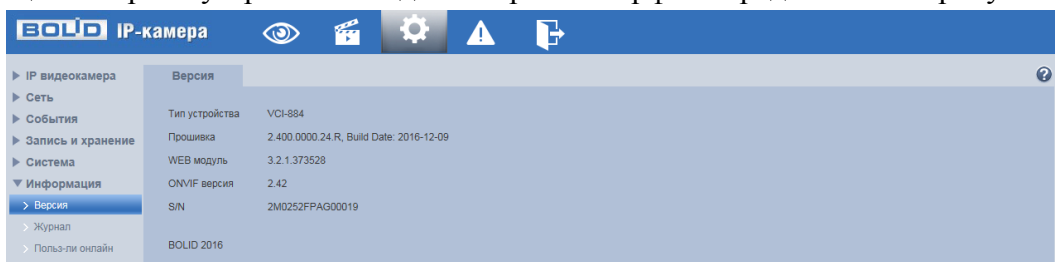 BOLID IP-камера
IP видеокамера
Сеть
События
Запись и хранение
Система
Информация
Версия
Журнал
Польз-ли онлайн
Версия
Тип устройства VCI-884
Прошивка 2.400.0000.24.R, Build Date: 2016-12-09
WEB модуль 3.2.1.373528
ONVIF версия 2.42
S/N 2M0252FPAG00019
BOLID 2016